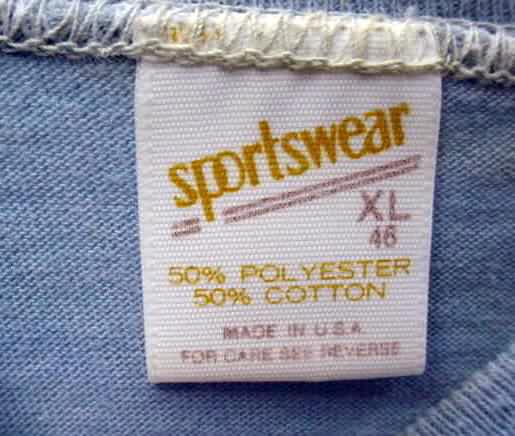 sportswear
XL
46
50% POLYESTER
50% COTTON
MADE IN U.S.A.
FOR CARE SEE REVERSE